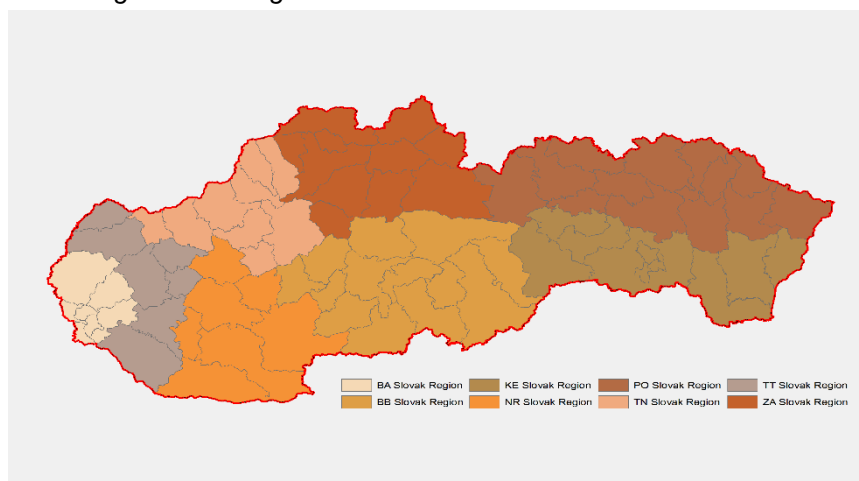 BA Slovak Region KE Slovak Region PO Slovak Region TT Slovak Region
BB Slovak Region NR Slovak Region TN Slovak Region ZA Slovak Region